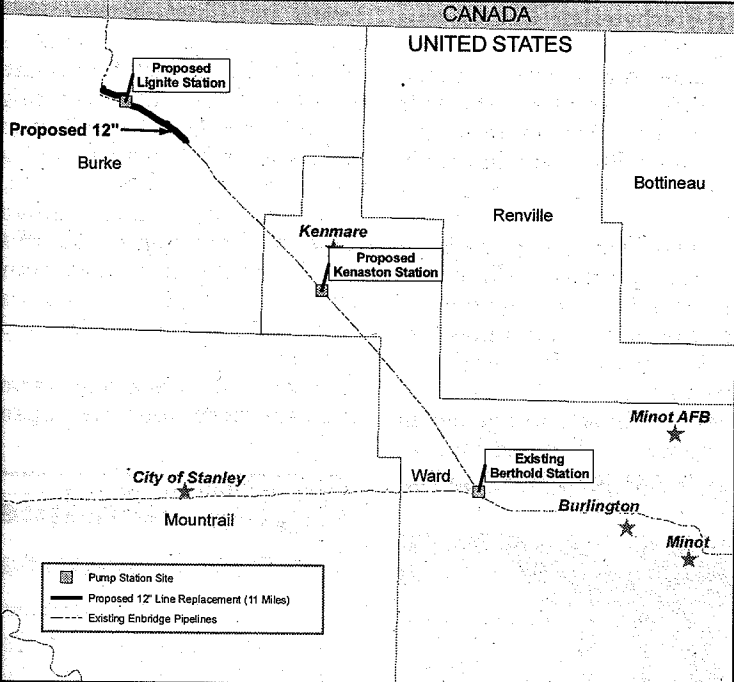 CANADA
UNITED STATES
Proposed
Lignite Station
Proposed 12"
Burke
Bottineau
Renville
Kenmare
Proposed
Kenaston Station
Minot AFB
Existing
Berthold Station
City of Stanley
Ward
Burlington
Mountrail
Minot
Pump Station Site
Proposed 12" Line Replacement (11 Miles)
Existing Enbridge Pipelines